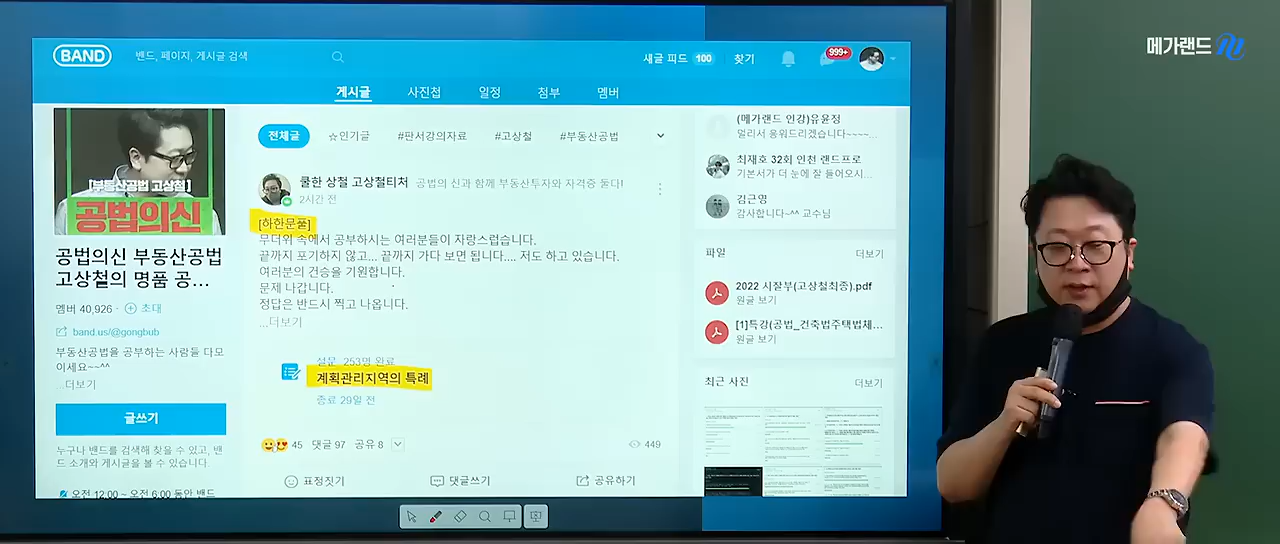 메가랜드
BAND
밴드, 페이지, 게시글 검색
새글 피드 100
찾기
999+
게시글
사진첩
일정
첨부
멤버
[부동산공법 고상철]
공법의신
공법의신 부동산공법
고상철의 명품 공...
멤버 40,926 · 초대
band.us/@gongbub
부동산공법을 공부하는 사람들 다모
이세요~~^^
...더보기
글쓰기
누구나 밴드를 검색해 찾을 수 있고, 밴
드 소개와 게시글을 볼 수 있습니다.
오전 12:00 ~ 오전 6:00 동안 밴드
전체글
☆인기글
#판서강의자료
#고상철
#부동산공법
쿨한 상철 고상철티처
공법의 신과 함께 부동산투자와 자격증 둘다!
2시간 전
[하한문풀]
무더위 속에서 공부하시는 여러분들이 자랑스럽습니다.
끝까지 포기하지 않고... 끝까지 가다 보면 됩니다.... 저도 하고 있습니다.
여러분의 건승을 기원합니다.
문제 나갑니다.
정답은 반드시 찍고 나옵니다.
...더보기
설문. 253명 완료
계획관리지역의 특례
종료 29일 전
45
댓글 97
공유 8
449
표정짓기
댓글쓰기
공유하기
(메가랜드 인강)유윤정
멀리서 응원드리겠습니다~~~~...
최재호 32회 인천 랜드프로
기본서가 더 눈에 잘 들어오시...
김근영
감사합니다~^^ 교수님
파일
더보기
2022 시잘부(고상철최종).pdf
원글 보기
[1]특강(공법_건축법주택법체...
원글 보기
최근 사진
더보기